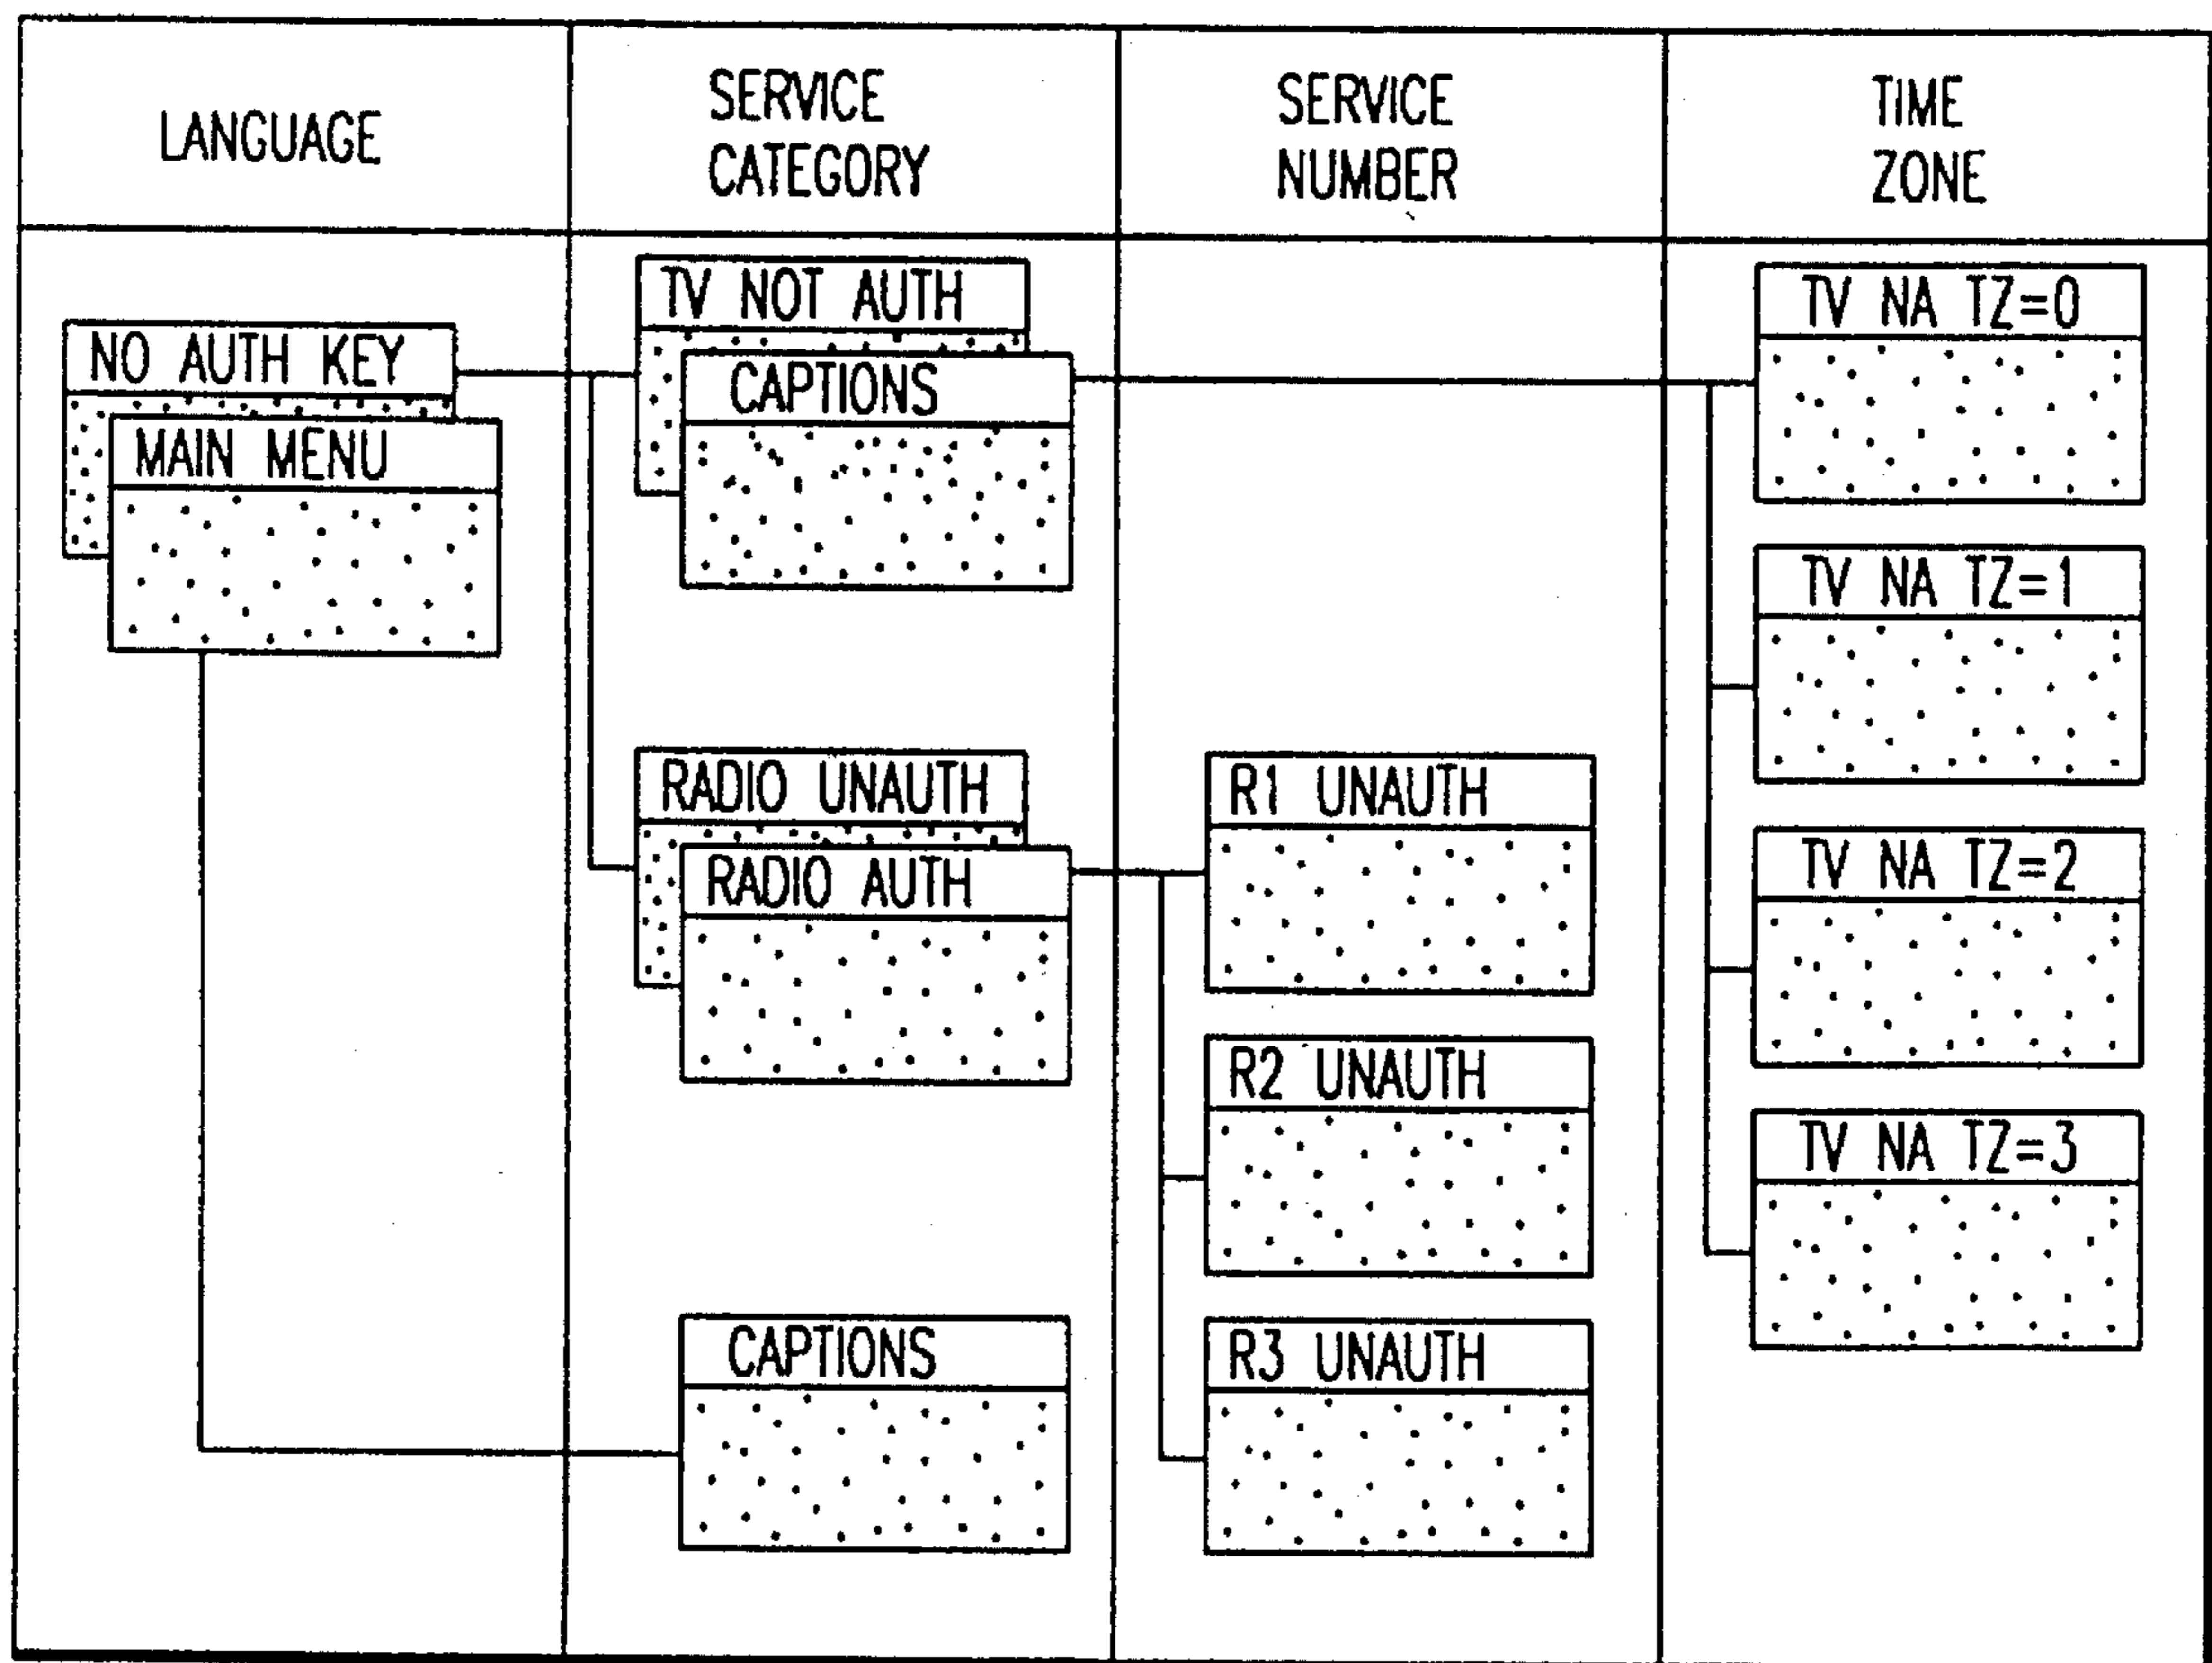 LANGUAGE
SERVICE
CATEGORY
SERVICE
NUMBER
TIME
ZONE
NO AUTH KEY
MAIN MENU
TV NOT AUTH
CAPTIONS
RADIO UNAUTH
RADIO AUTH
CAPTIONS
R1 UNAUTH
R2 UNAUTH
R3 UNAUTH
TV NA TZ=0
TV NA TZ=1
TV NA TZ=2
TV NA TZ=3